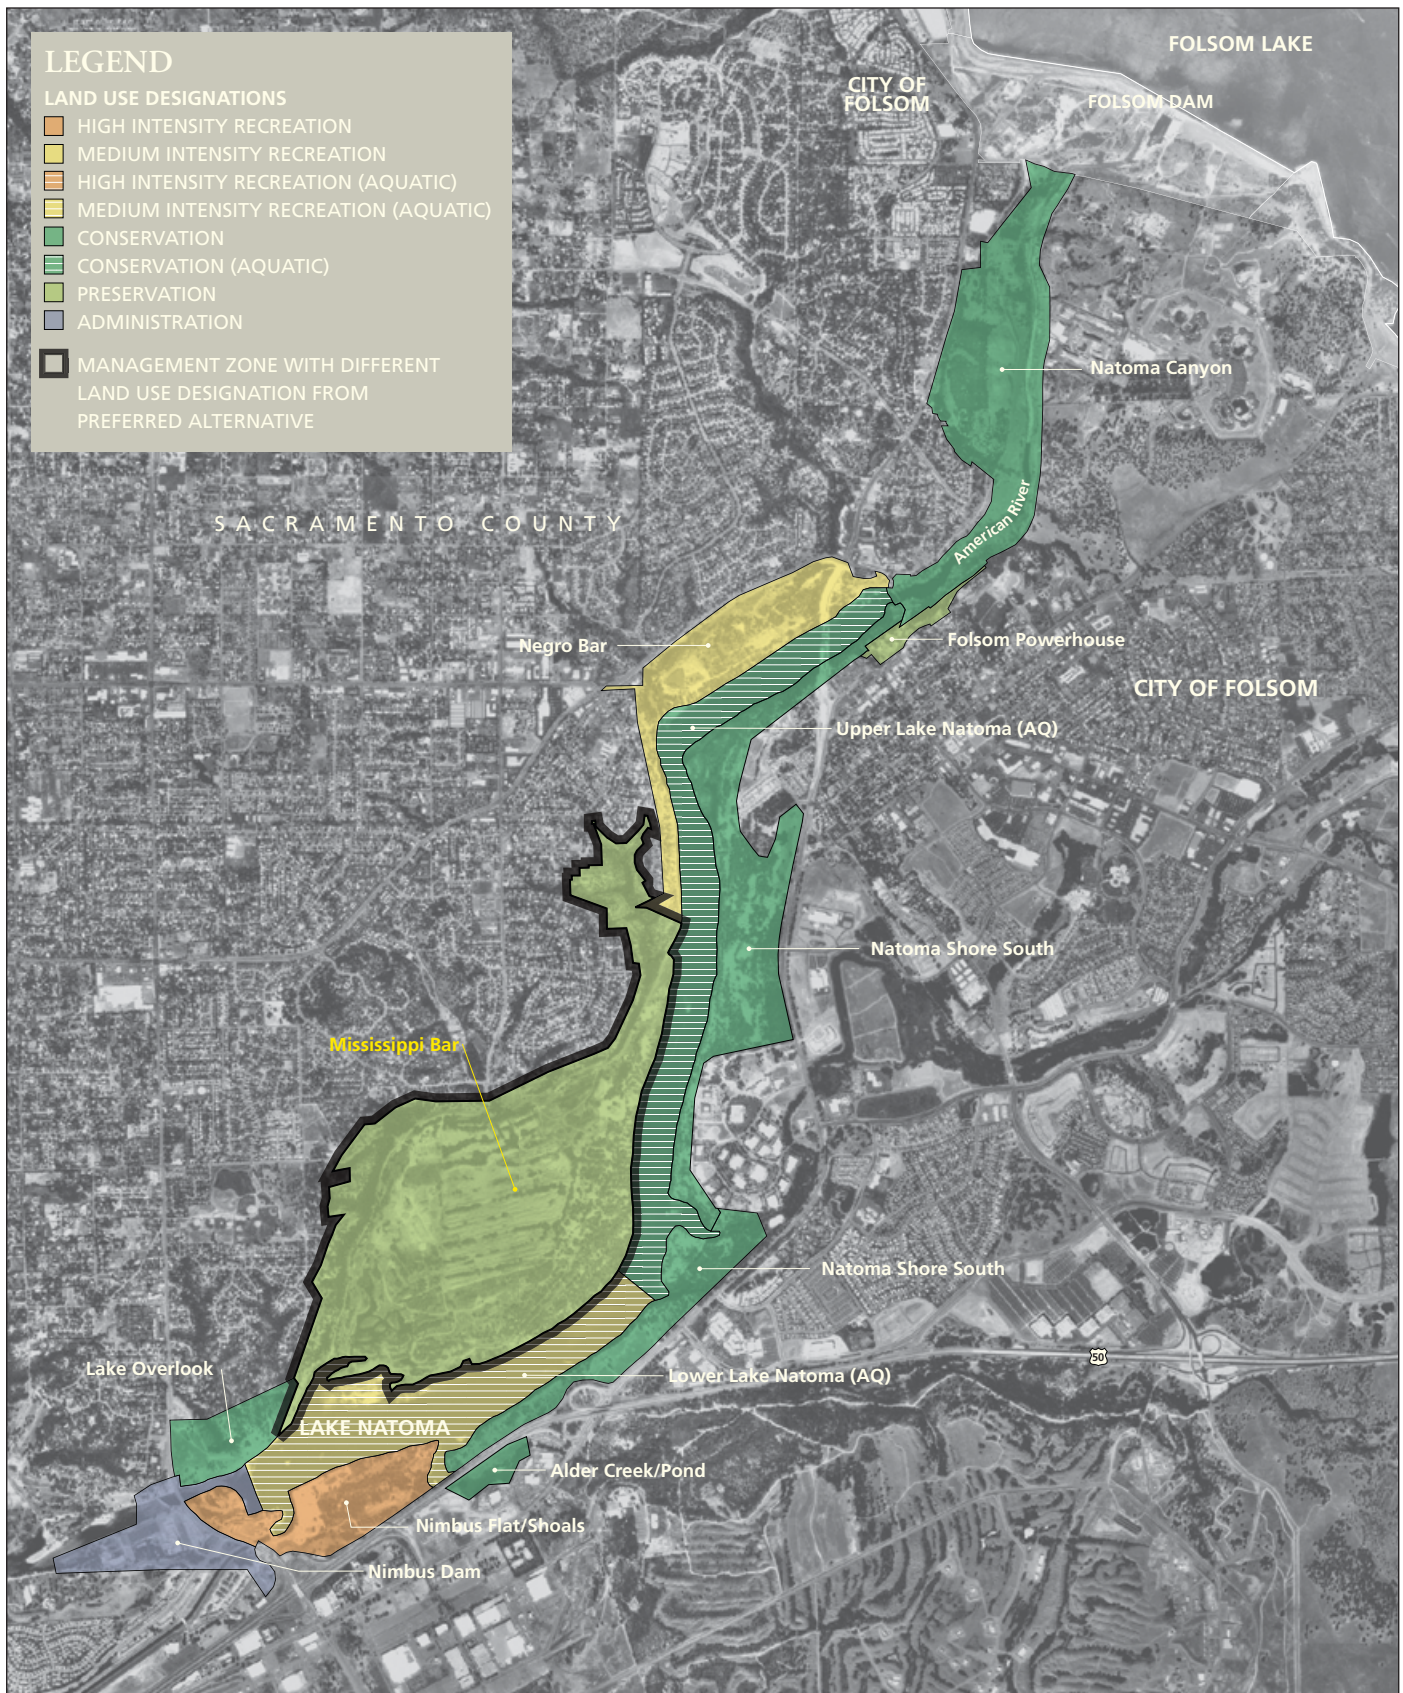 LEGEND
LAND USE DESIGNATIONS
HIGH INTENSITY RECREATION
MEDIUM INTENSITY RECREATION
HIGH INTENSITY RECREATION (AQUATIC)
MEDIUM INTENSITY RECREATION (AQUATIC)
CONSERVATION
CONSERVATION (AQUATIC)
PRESERVATION
ADMINISTRATION
MANAGEMENT ZONE WITH DIFFERENT
LAND USE DESIGNATION FROM
PREFERRED ALTERNATIVE
FOLSOM LAKE
CITY OF
FOLSOM
FOLSOM DAM
Natoma Canyon
SACRAMENTO COUNTY
American River
Negro Bar
Folsom Powerhouse
CITY OF FOLSOM
Upper Lake Natoma (AQ)
Natoma Shore South
Mississippi Bar
Natoma Shore South
50
Lake Overlook
Lower Lake Natoma (AQ)
LAKE NATOMA
Alder Creek/Pond
Nimbus Flat/Shoals
Nimbus Dam